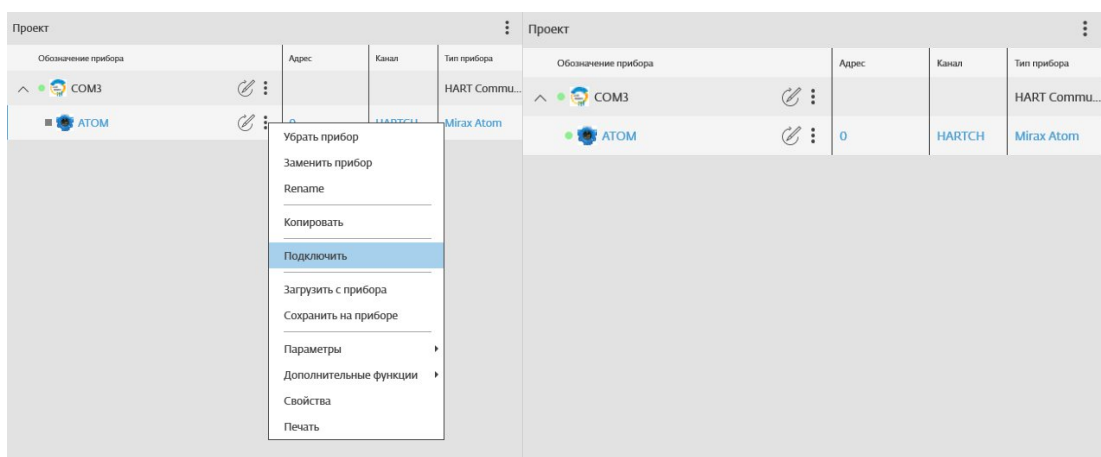 Проект
Обозначение прибора Адрес Канал Тип прибора
COM3 HART Commu...
ATOM 0 HARTCH Mirax Atom
Убрать прибор
Заменить прибор
Rename
Копировать
Подключить
Загрузить с прибора
Сохранить на приборе
Параметры
Дополнительные функции
Свойства
Печать
Проект
Обозначение прибора Адрес Канал Тип прибора
COM3 HART Commu...
ATOM 0 HARTCH Mirax Atom